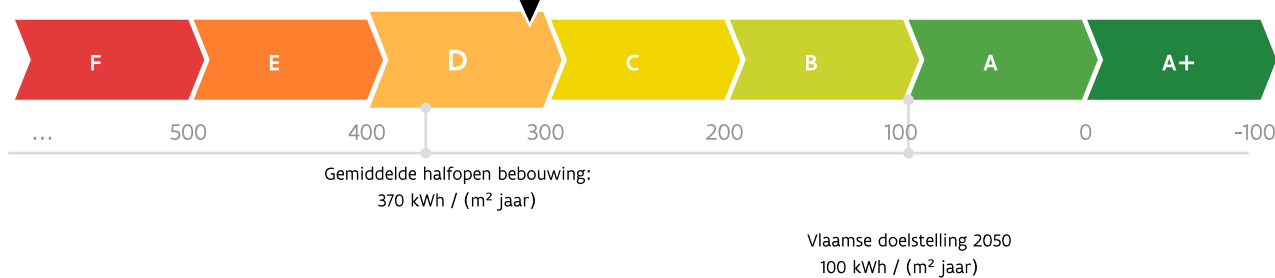 F E D C B A A+
... 500 400 300 200 100 0 -100
Gemiddelde halfopen bebouwing:
370 kWh / (m² jaar)
Vlaamse doelstelling 2050
100 kWh / (m² jaar)